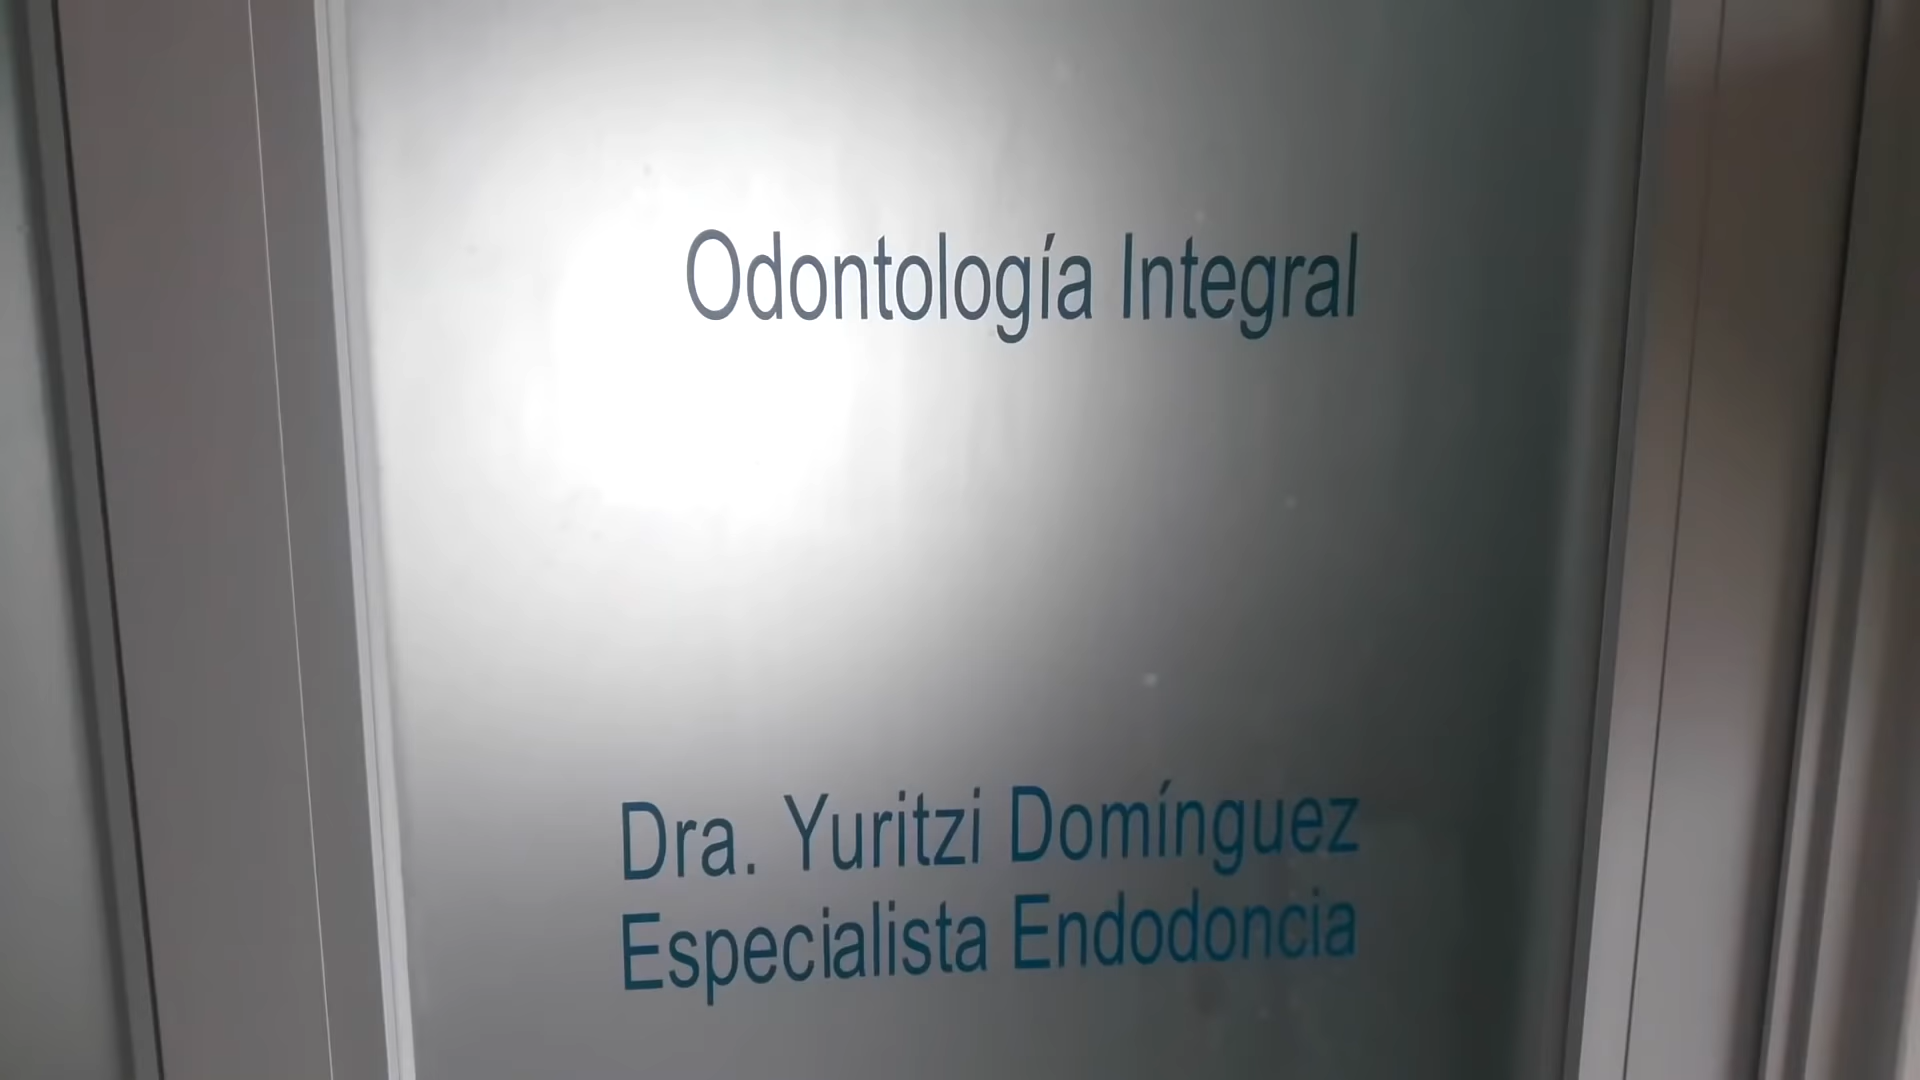 Odontología Integral
Dra. Yuritzi Domínguez
Especialista Endodoncia